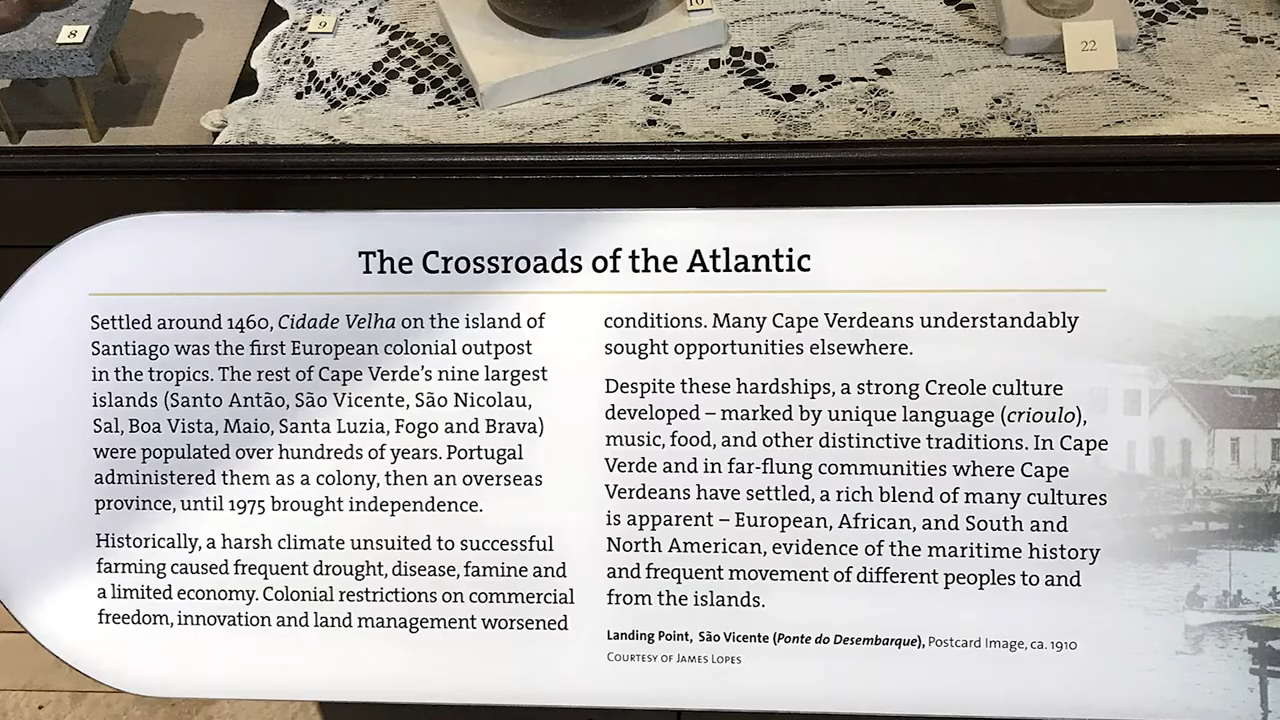 8
9
10
22
The Crossroads of the Atlantic
Settled around 1460, Cidade Velha on the island of
Santiago was the first European colonial outpost
in the tropics. The rest of Cape Verde's nine largest
islands (Santo Antão, São Vicente, São Nicolau,
Sal, Boa Vista, Maio, Santa Luzia, Fogo and Brava)
were populated over hundreds of years. Portugal
administered them as a colony, then an overseas
province, until 1975 brought independence.
Historically, a harsh climate unsuited to successful
farming caused frequent drought, disease, famine and
a limited economy. Colonial restrictions on commercial
freedom, innovation and land management worsened
conditions. Many Cape Verdeans understandably
sought opportunities elsewhere.
Despite these hardships, a strong Creole culture
developed – marked by unique language (crioulo),
music, food, and other distinctive traditions. In Cape
Verde and in far-flung communities where Cape
Verdeans have settled, a rich blend of many cultures
is apparent – European, African, and South and
North American, evidence of the maritime history
and frequent movement of different peoples to and
from the islands.
Landing Point, São Vicente (Ponte do Desembarque), Postcard Image, ca. 1910
COURTESY OF JAMES LOPES